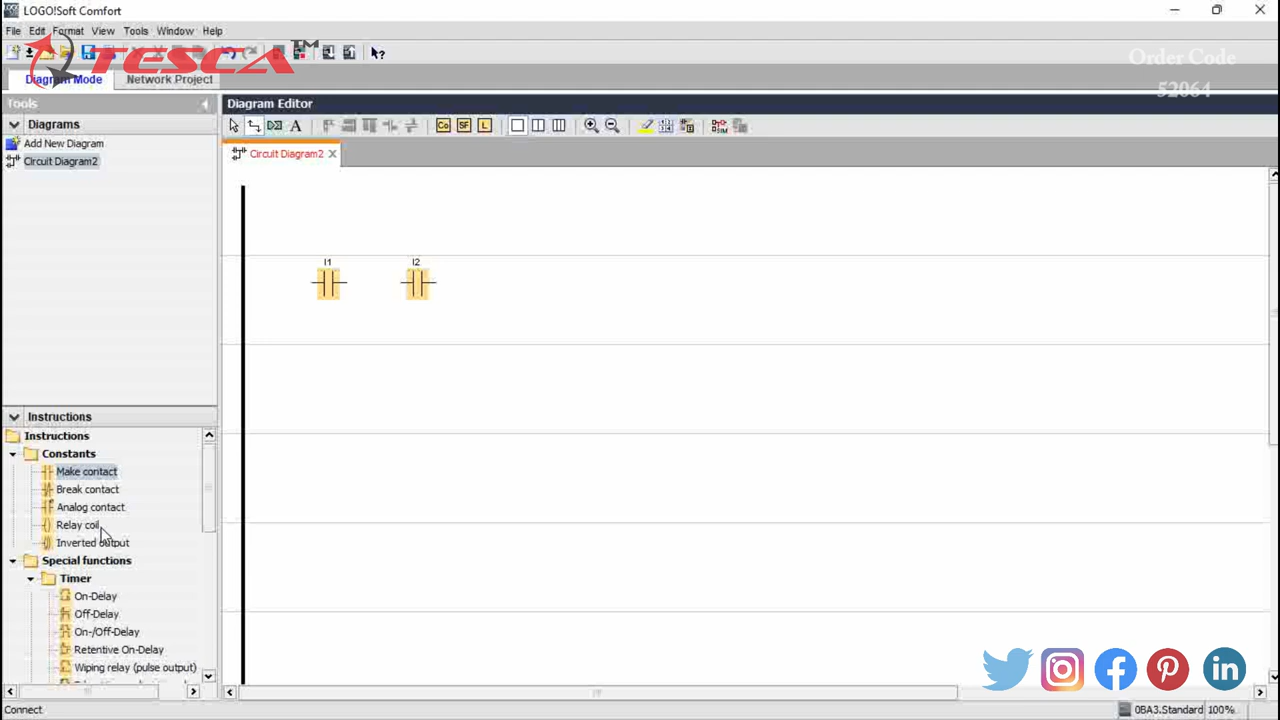 LOGO!Soft Comfort
File Edit Format View Tools Window Help
TESCA™
Order Code
52064
Diagram Mode
Network Project
Tools
Diagram Editor
Diagrams
Add New Diagram
Circuit Diagram2
Co SF L
Circuit Diagram2
I1 I2
Instructions
Instructions
Constants
Make contact
Break contact
Analog contact
Relay coil
Inverted output
Special functions
Timer
On-Delay
Off-Delay
On-/Off-Delay
Retentive On-Delay
Wiping relay (pulse output)
Connect.
0BA3.Standard 100%